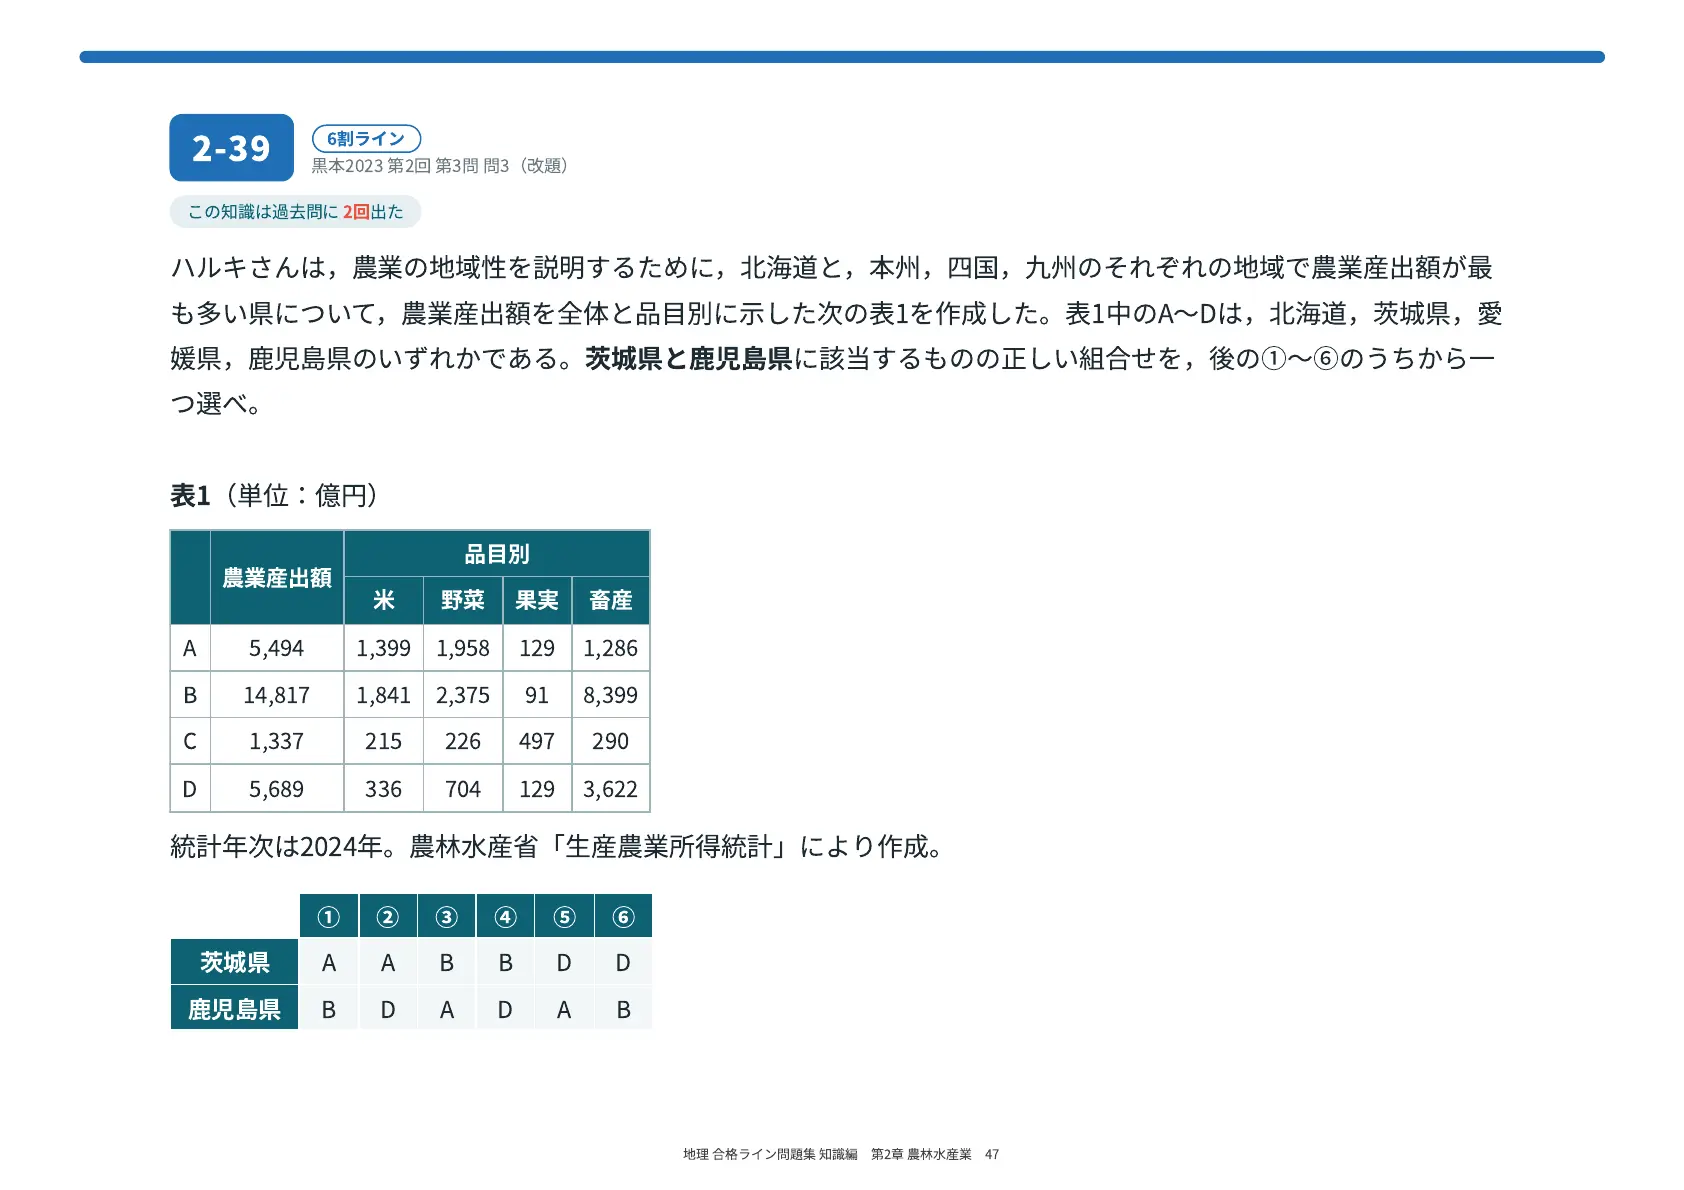 2-39
6割ライン
黒本2023 第2回 第3問 問3（改題）
この知識は過去問に 2回出た
ハルキさんは，農業の地域性を説明するために，北海道と，本州，四国，九州のそれぞれの地域で農業産出額が最
も多い県について，農業産出額を全体と品目別に示した次の表1を作成した。表1中のA～Dは，北海道，茨城県，愛
媛県，鹿児島県のいずれかである。茨城県と鹿児島県に該当するものの正しい組合せを，後の①～⑥のうちから一
つ選べ。
表1（単位：億円）
農業産出額 品目別
米 野菜 果実 畜産
A 5,494 1,399 1,958 129 1,286
B 14,817 1,841 2,375 91 8,399
C 1,337 215 226 497 290
D 5,689 336 704 129 3,622
統計年次は2024年。農林水産省「生産農業所得統計」により作成。
① ② ③ ④ ⑤ ⑥
茨城県 A A B B D D
鹿児島県 B D A D A B
地理 合格ライン問題集 知識編 第2章 農林水産業 47